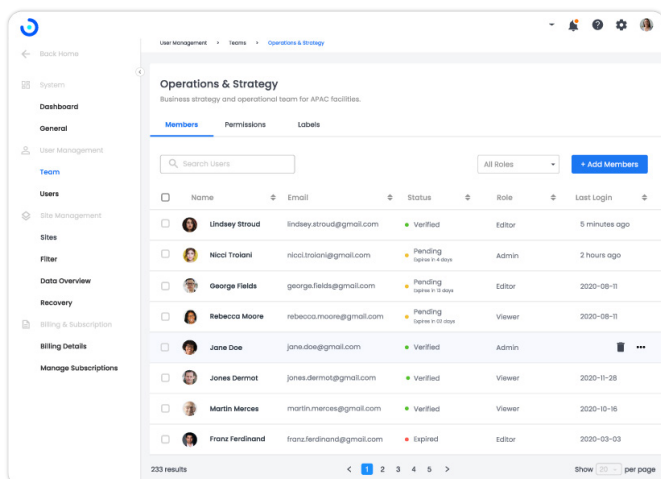 User Management > Teams > Operations & Strategy
Back Home
System
Dashboard
General
User Management
Team
Users
Site Management
Sites
Filter
Data Overview
Recovery
Billing & Subscription
Billing Details
Manage Subscriptions
Operations & Strategy
Business strategy and operational team for APAC facilities.
Members Permissions Labels
Search Users All Roles + Add Members
Name Email Status Role Last Login
Lindsey Stroud lindsey.stroud@gmail.com Verified Editor 5 minutes ago
Nicci Troiani nicci.troiani@gmail.com Pending Admin 2 hours ago
Expires in 4 days
George Fields george.fields@gmail.com Pending Editor 2020-08-11
Expires in 13 days
Rebecca Moore rebecca.moore@gmail.com Pending Viewer 2020-08-11
Expires in days
Jane Doe jane.doe@gmail.com Verified Admin
Jones Dermot jones.dermot@gmail.com Verified Viewer 2020-11-28
Martin Merces martin.merces@gmail.com Verified Viewer 2020-10-16
Franz Ferdinand franz.ferdinand@gmail.com Expired Editor 2020-03-03
233 results < 1 2 3 4 5 > Show 20 per page